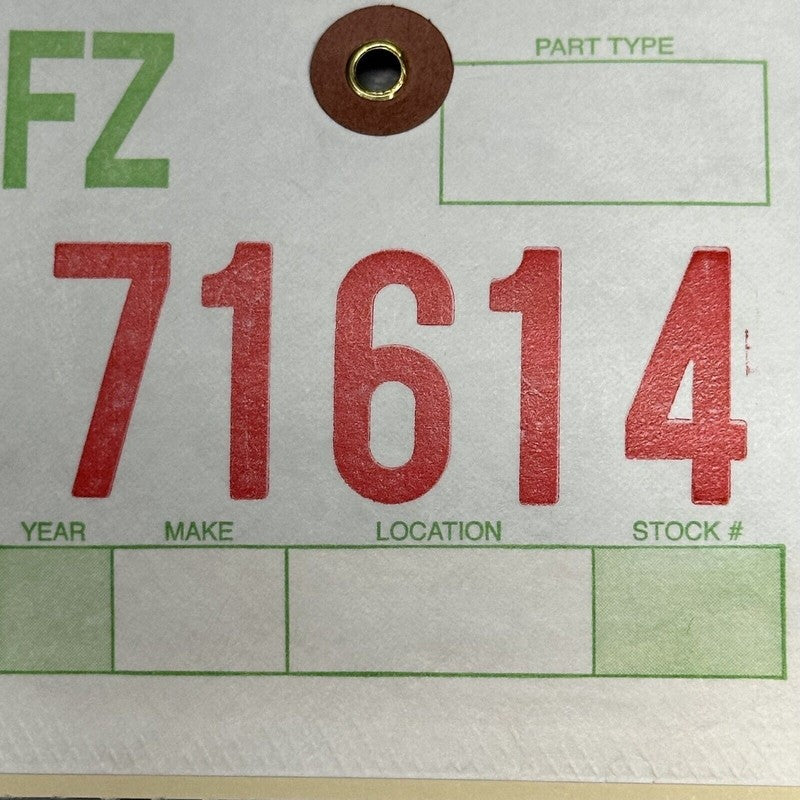 FZ
PART TYPE
71614
YEAR MAKE LOCATION STOCK #